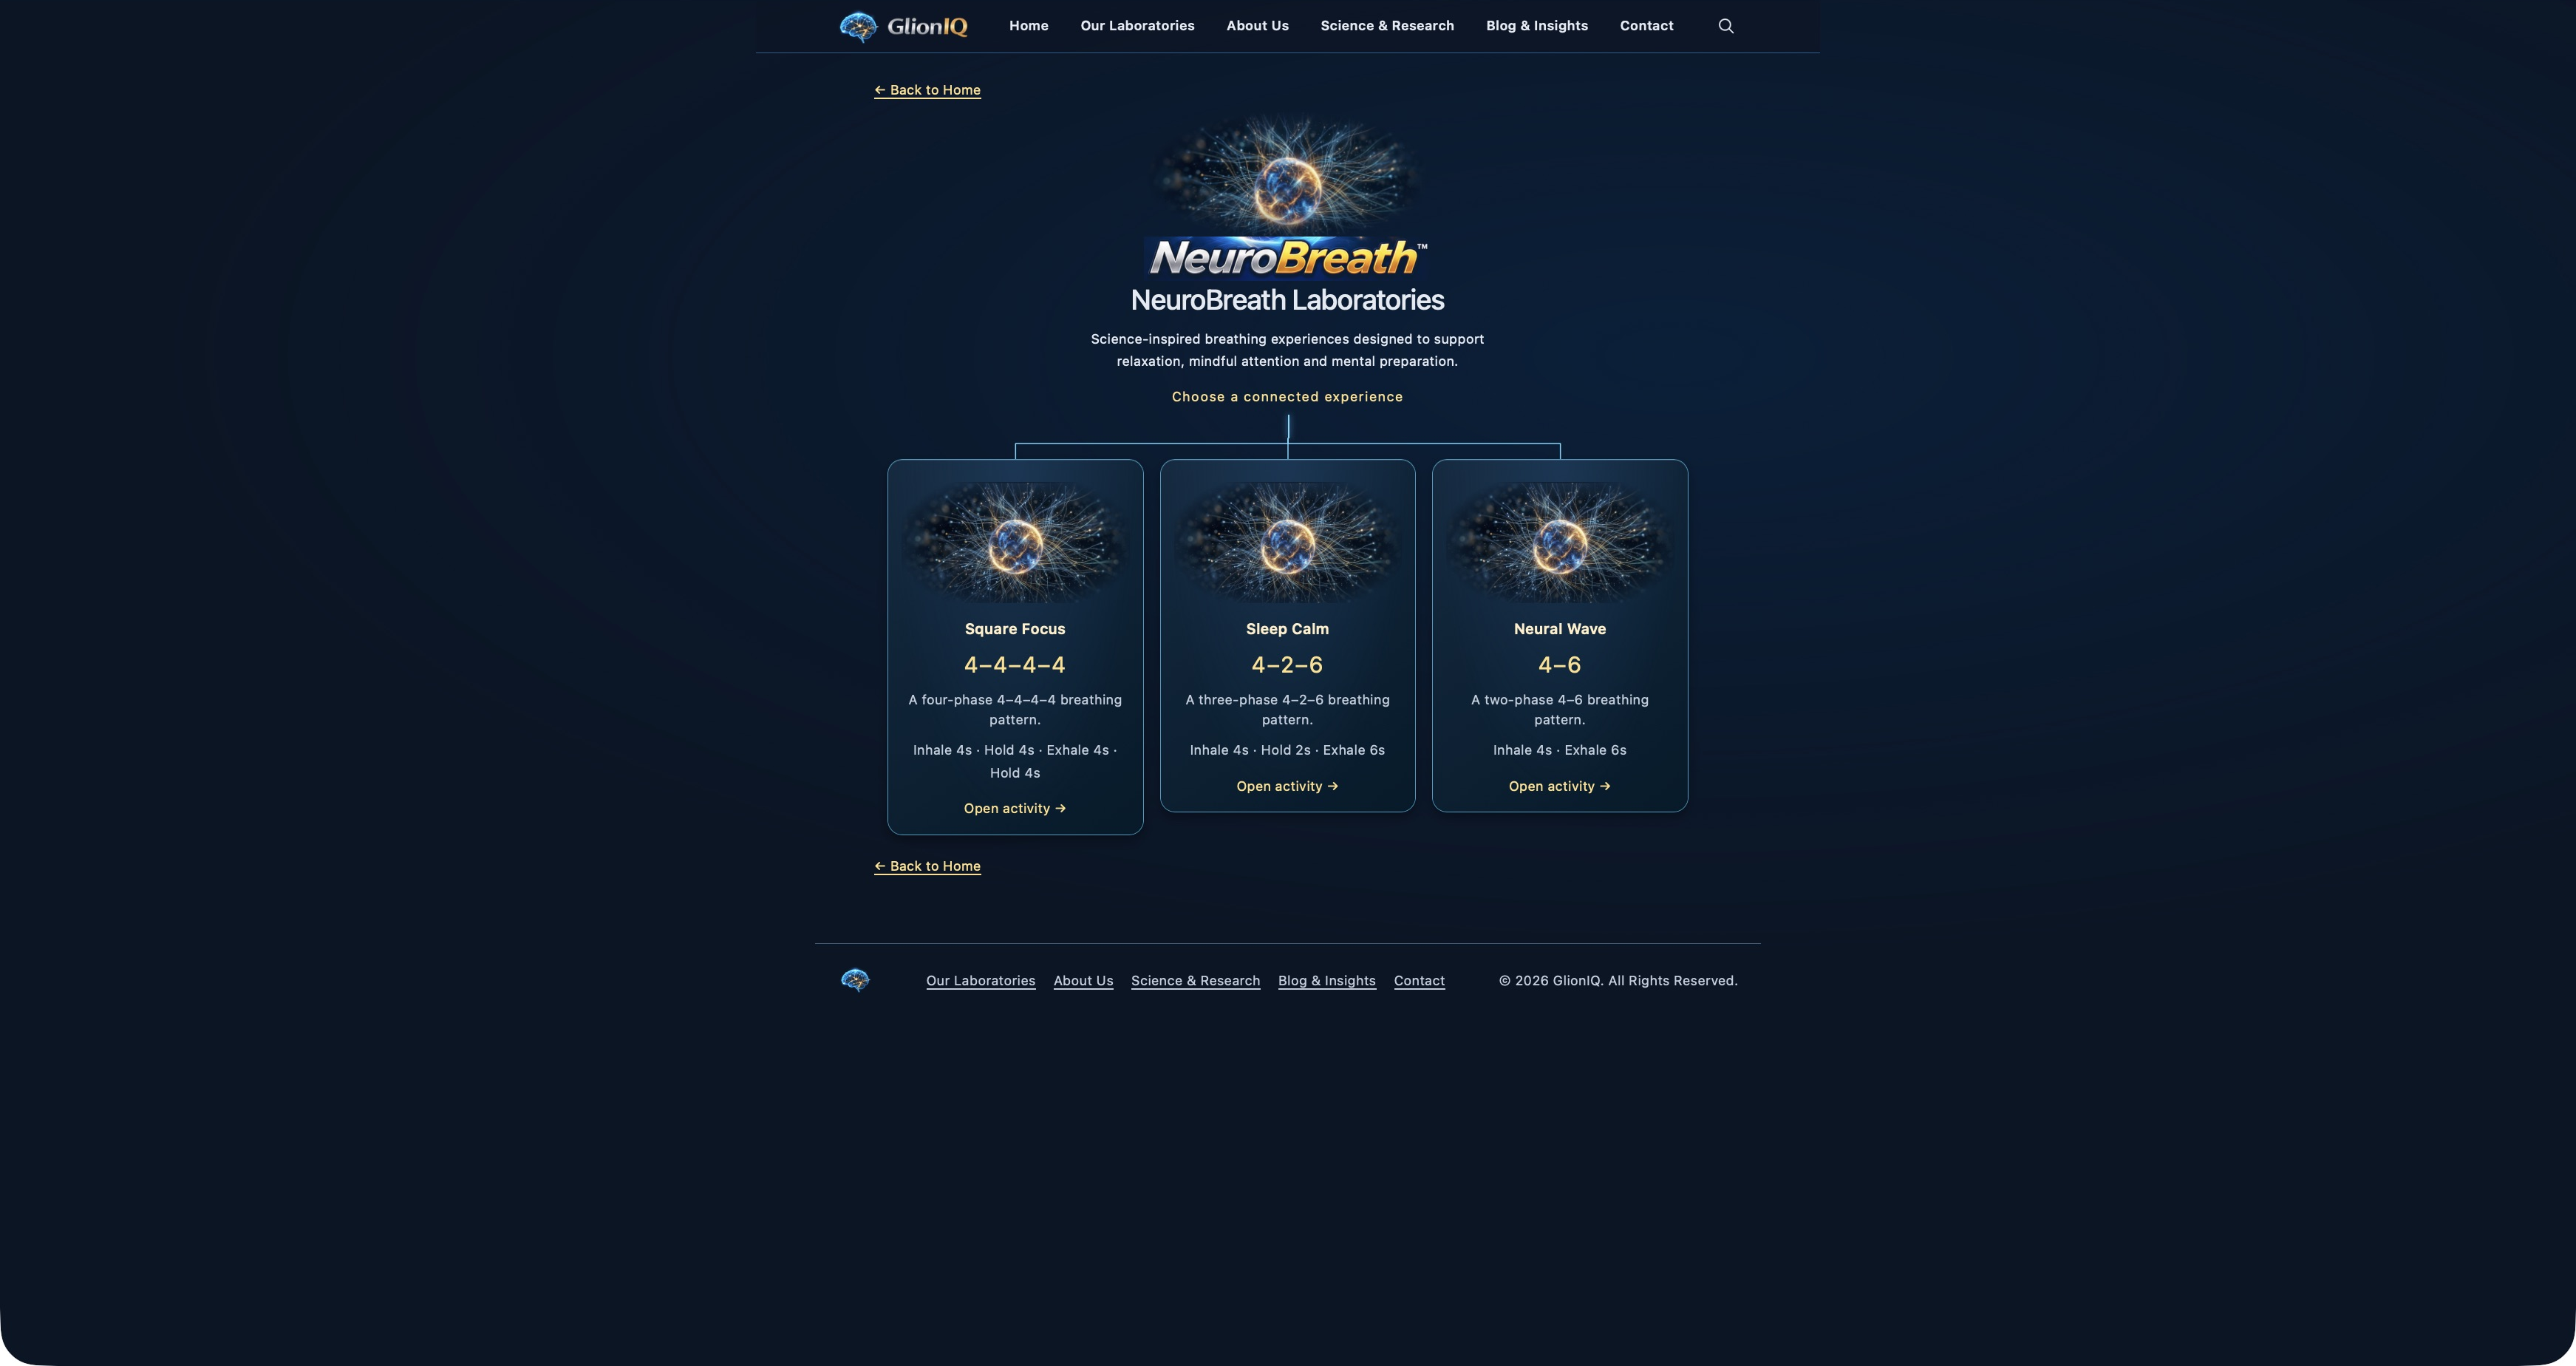 GlionIQ Home Our Laboratories About Us Science & Research Blog & Insights Contact
← Back to Home
NeuroBreath™
NeuroBreath Laboratories
Science-inspired breathing experiences designed to support
relaxation, mindful attention and mental preparation.
Choose a connected experience
Square Focus
4–4–4–4
A four-phase 4–4–4–4 breathing
pattern.
Inhale 4s · Hold 4s · Exhale 4s ·
Hold 4s
Open activity →
Sleep Calm
4–2–6
A three-phase 4–2–6 breathing
pattern.
Inhale 4s · Hold 2s · Exhale 6s
Open activity →
Neural Wave
4–6
A two-phase 4–6 breathing
pattern.
Inhale 4s · Exhale 6s
Open activity →
← Back to Home
Our Laboratories About Us Science & Research Blog & Insights Contact © 2026 GlionIQ. All Rights Reserved.